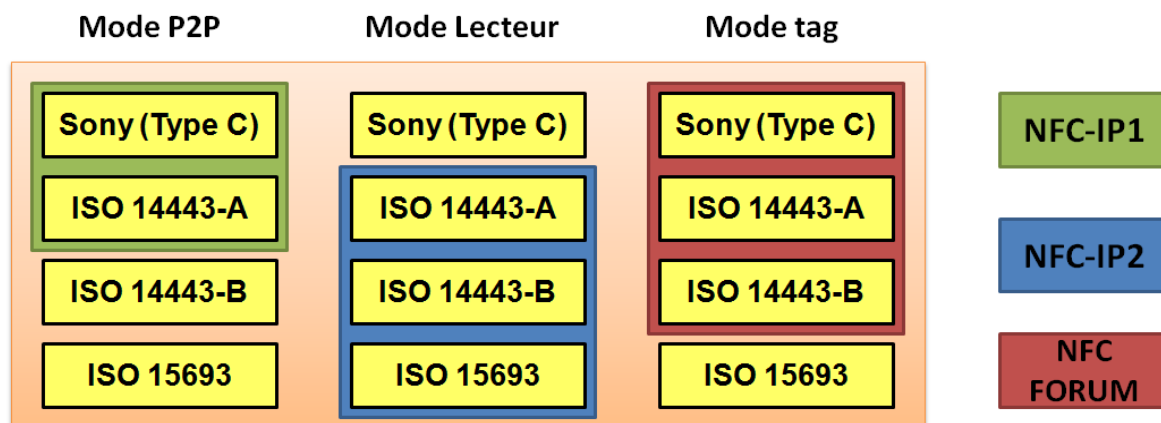 Mode P2P
Mode Lecteur
Mode tag
Sony (Type C)
Sony (Type C)
Sony (Type C)
NFC-IP1
ISO 14443-A
ISO 14443-A
ISO 14443-A
NFC-IP2
ISO 14443-B
ISO 14443-B
ISO 14443-B
ISO 15693
ISO 15693
ISO 15693
NFC
FORUM